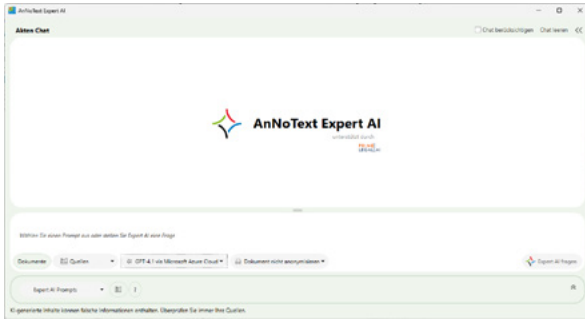 AnNoText Expert AI
Akten Chat
Chat berücksichtigen Chat leeren
AnNoText Expert AI
unterstützt durch
Wählen Sie einen Prompt aus oder stellen Sie Expert AI eine Frage
Dokumente Quellen GPT-4.1 via Microsoft Azure Cloud Dokument nicht anonymisieren Expert AI fragen
Expert AI Prompts
KI-generierte Inhalte können falsche Informationen enthalten. Überprüfen Sie immer Ihre Quellen.